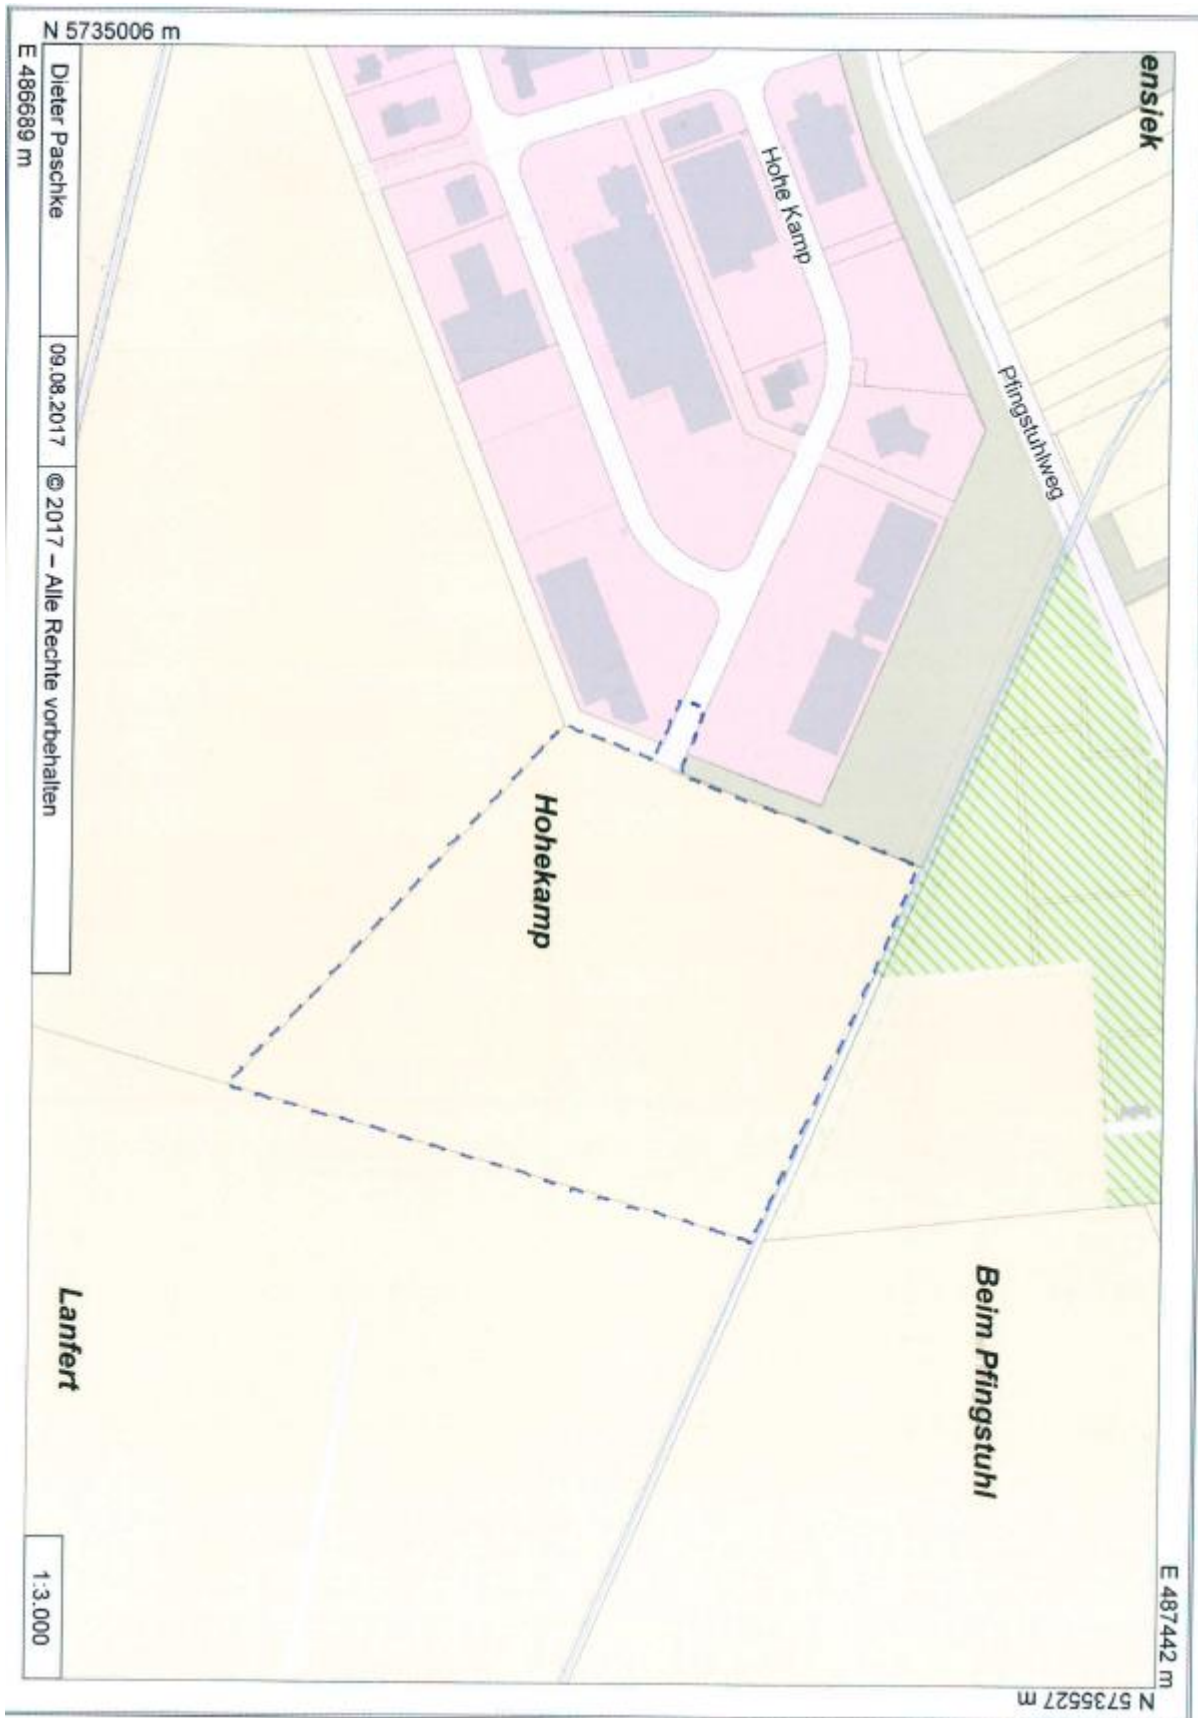 N 5735006 m
E 486689 m
Dieter Paschke
09.08.2017
© 2017 – Alle Rechte vorbehalten
1:3.000
E 487442 m
N 5735527 m
ensiek
Pfingstuhlweg
Hohe Kamp
Hohekamp
Beim Pfingstuhl
Lanfert